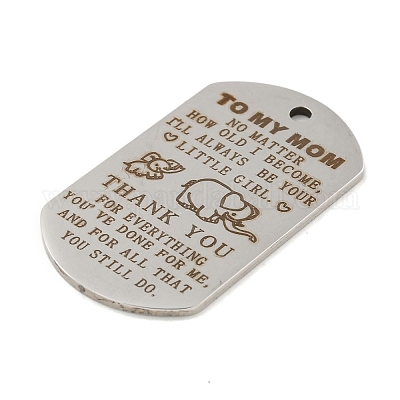 TO MY MOM
NO MATTER
HOW OLD I BECOME,
I'LL ALWAYS BE YOUR
♡ LITTLE GIRL ♡
THANK YOU
FOR EVERYTHING
YOU'VE DONE FOR ME,
AND FOR ALL THAT
YOU STILL DO.